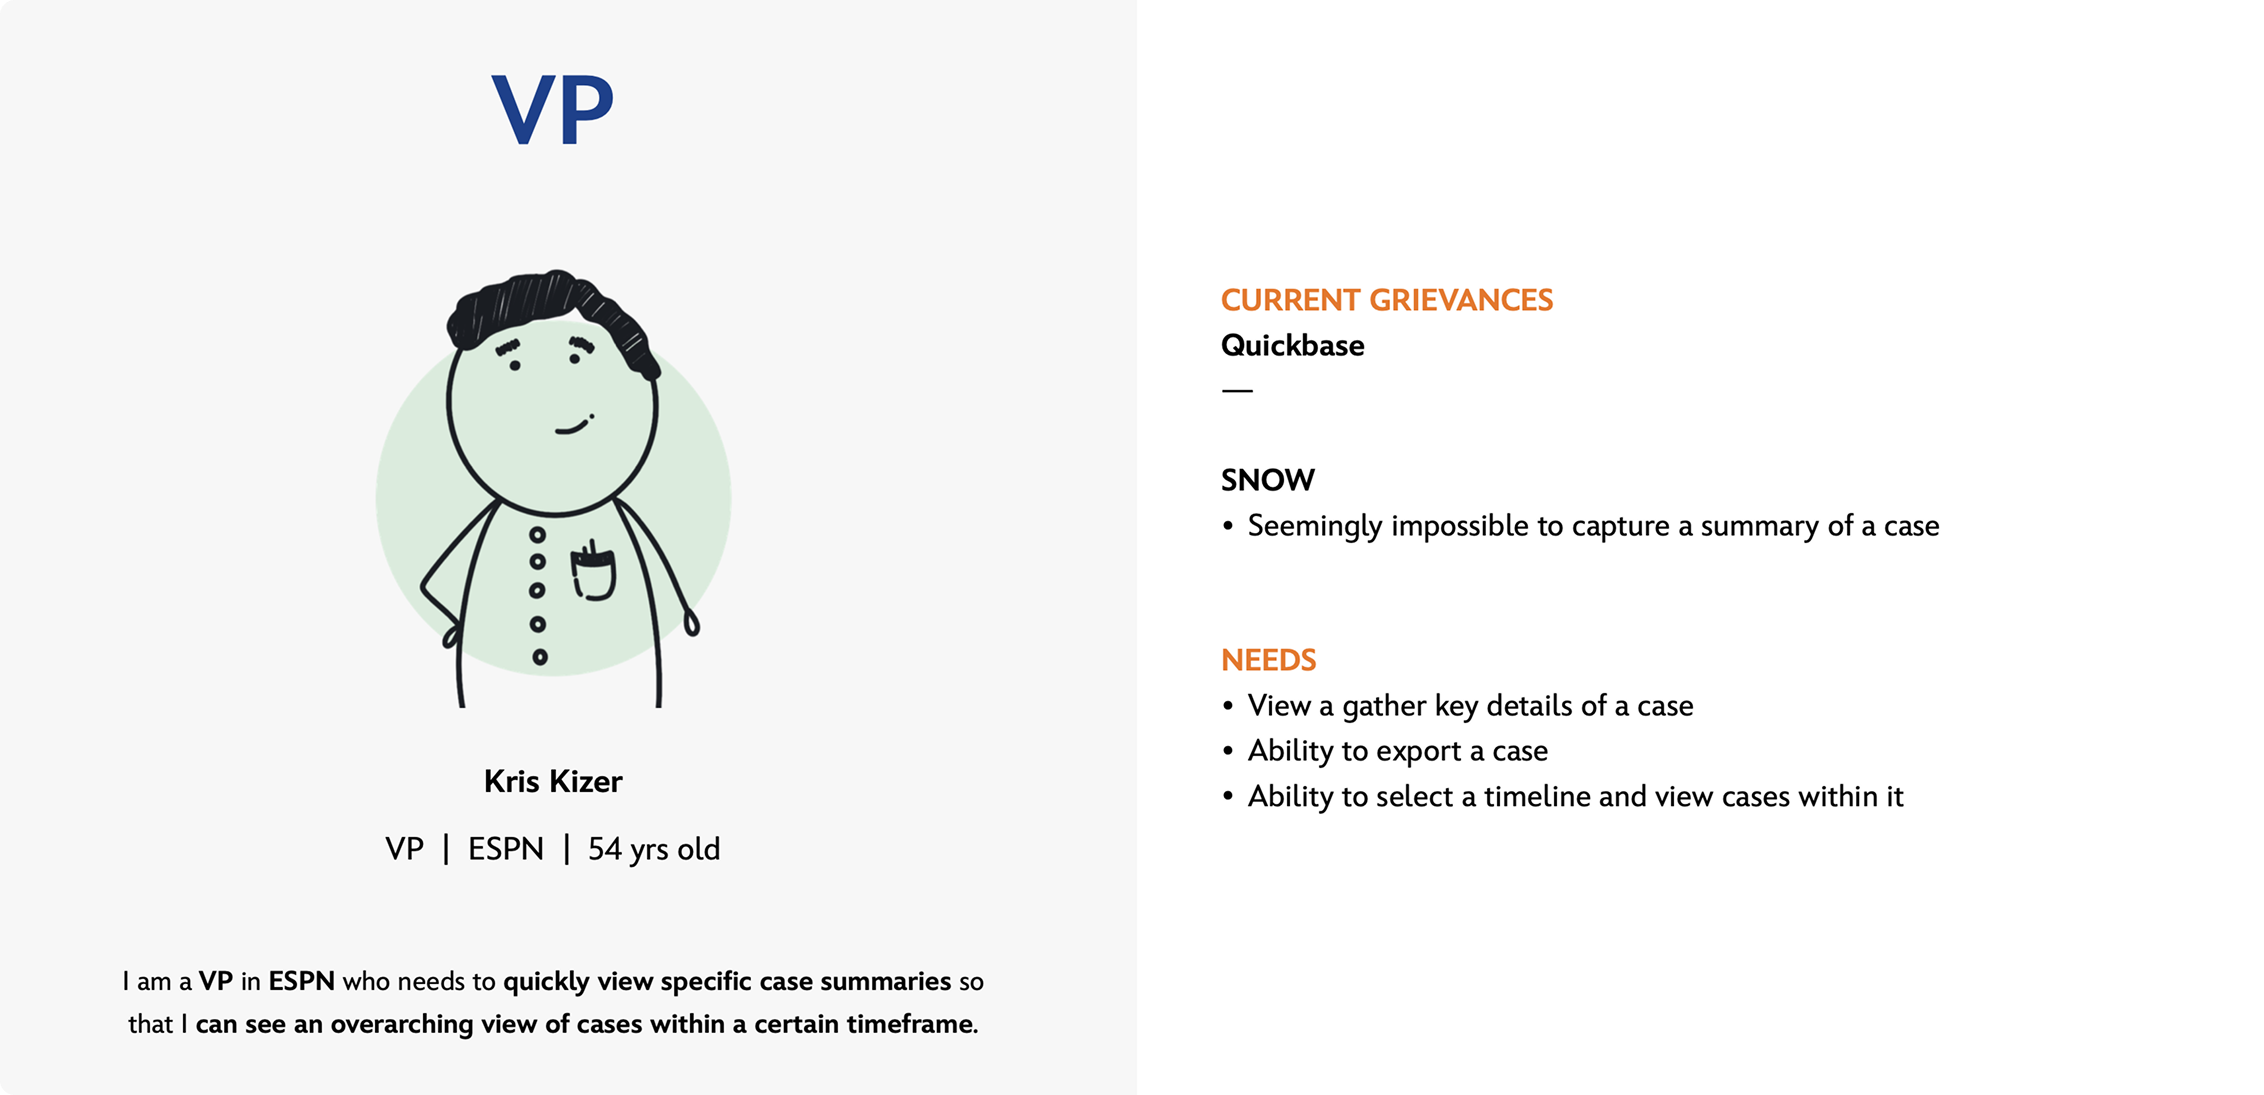 VP
Kris Kizer
VP | ESPN | 54 yrs old
I am a VP in ESPN who needs to quickly view specific case summaries so
that I can see an overarching view of cases within a certain timeframe.
CURRENT GRIEVANCES
Quickbase
—
SNOW
• Seemingly impossible to capture a summary of a case
NEEDS
• View a gather key details of a case
• Ability to export a case
• Ability to select a timeline and view cases within it